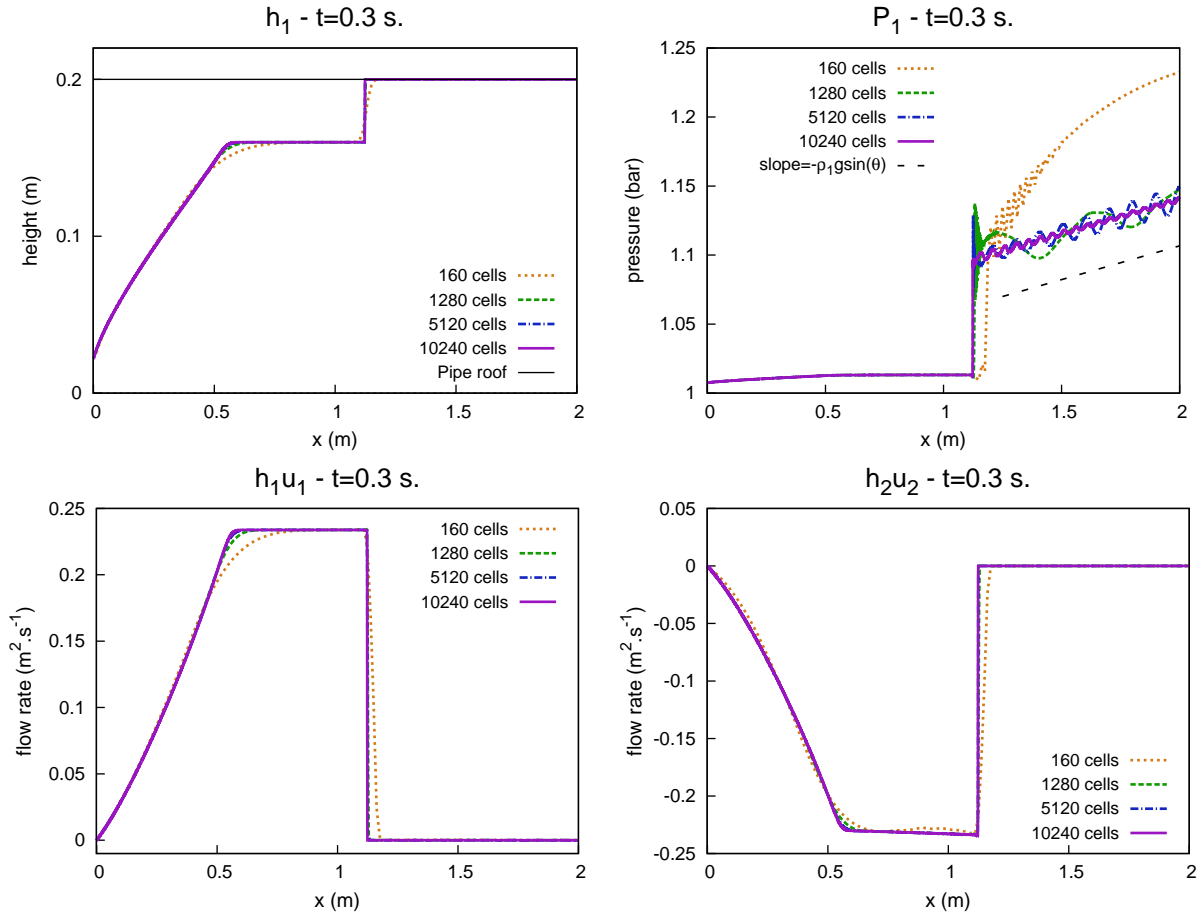 h₁ - t=0.3 s.
height (m)
0.2
0.1
0
160 cells
1280 cells
5120 cells
10240 cells
Pipe roof
0 0.5 1 1.5 2
x (m)
P₁ - t=0.3 s.
pressure (bar)
1.25
1.2
1.15
1.1
1.05
1
160 cells
1280 cells
5120 cells
10240 cells
slope=-ρ₁gsin(θ)
0 0.5 1 1.5 2
x (m)
h₁u₁ - t=0.3 s.
flow rate (m².s⁻¹)
0.25
0.2
0.15
0.1
0.05
0
160 cells
1280 cells
5120 cells
10240 cells
0 0.5 1 1.5 2
x (m)
h₂u₂ - t=0.3 s.
flow rate (m².s⁻¹)
0.05
0
-0.05
-0.1
-0.15
-0.2
-0.25
160 cells
1280 cells
5120 cells
10240 cells
0 0.5 1 1.5 2
x (m)